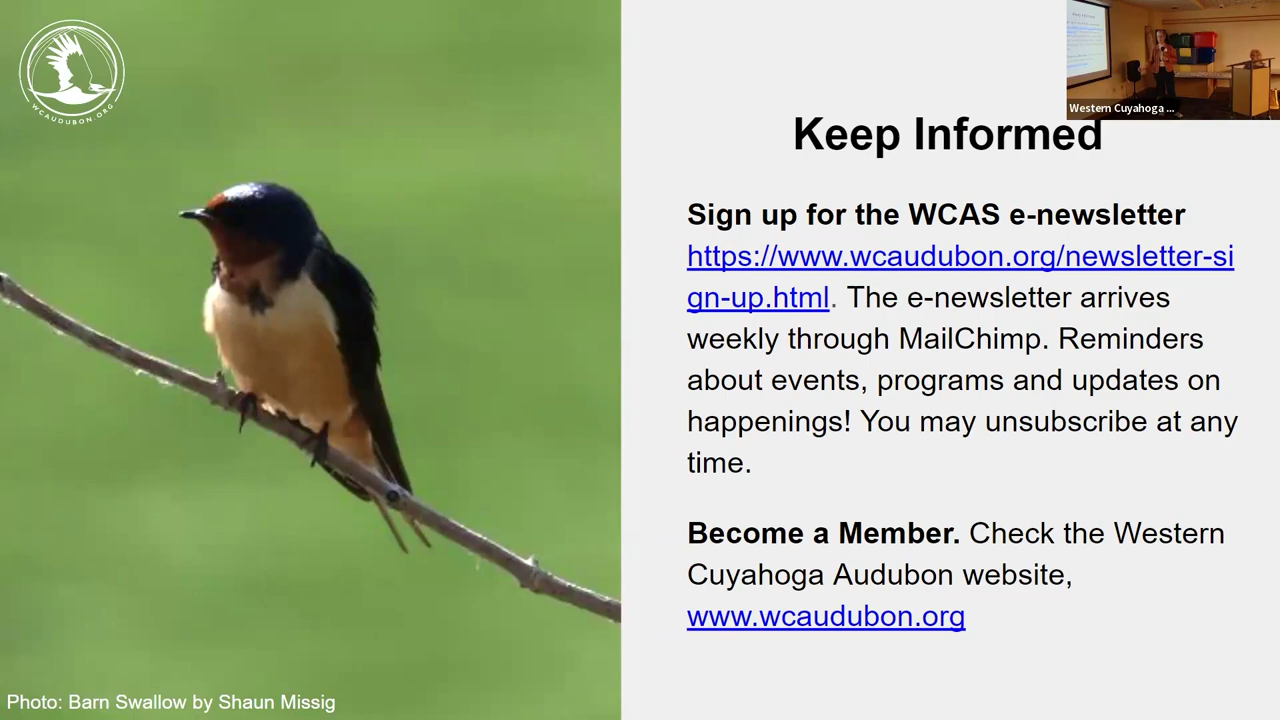 WCAUDUBON.ORG
Western Cuyahoga ...
Keep Informed
Sign up for the WCAS e-newsletter
https://www.wcaudubon.org/newsletter-si
gn-up.html. The e-newsletter arrives
weekly through MailChimp. Reminders
about events, programs and updates on
happenings! You may unsubscribe at any
time.
Become a Member. Check the Western
Cuyahoga Audubon website,
www.wcaudubon.org
Photo: Barn Swallow by Shaun Missig